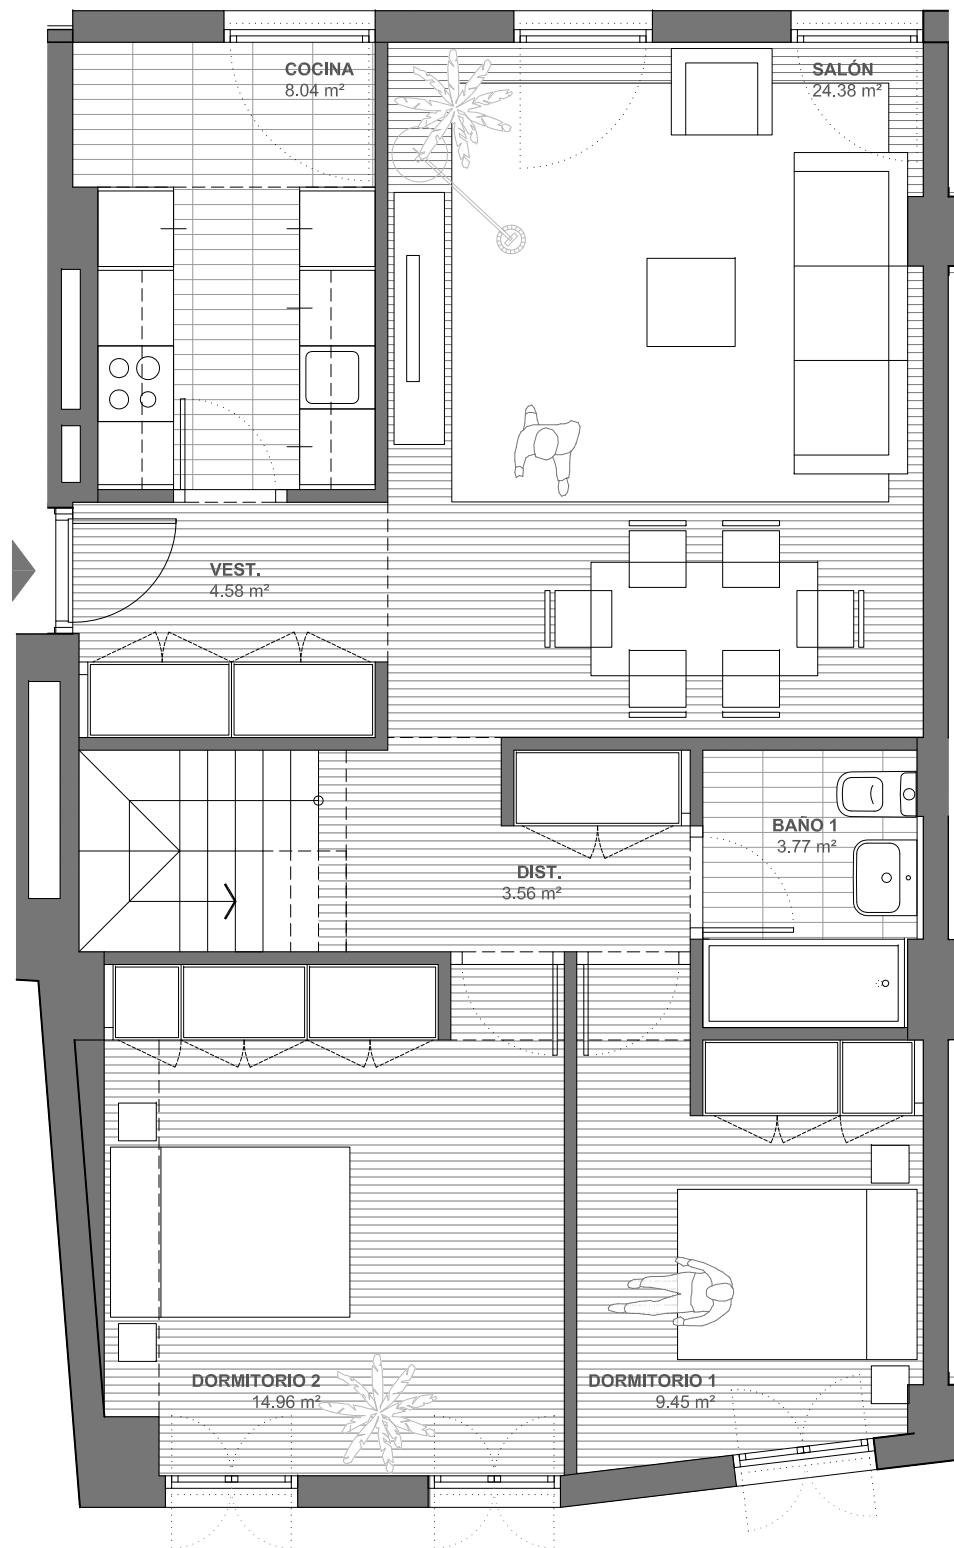 COCINA
8.04 m²
SALÓN
24.38 m²
VEST.
4.58 m²
BAÑO 1
3.77 m²
DIST.
3.56 m²
DORMITORIO 2
14.96 m²
DORMITORIO 1
9.45 m²